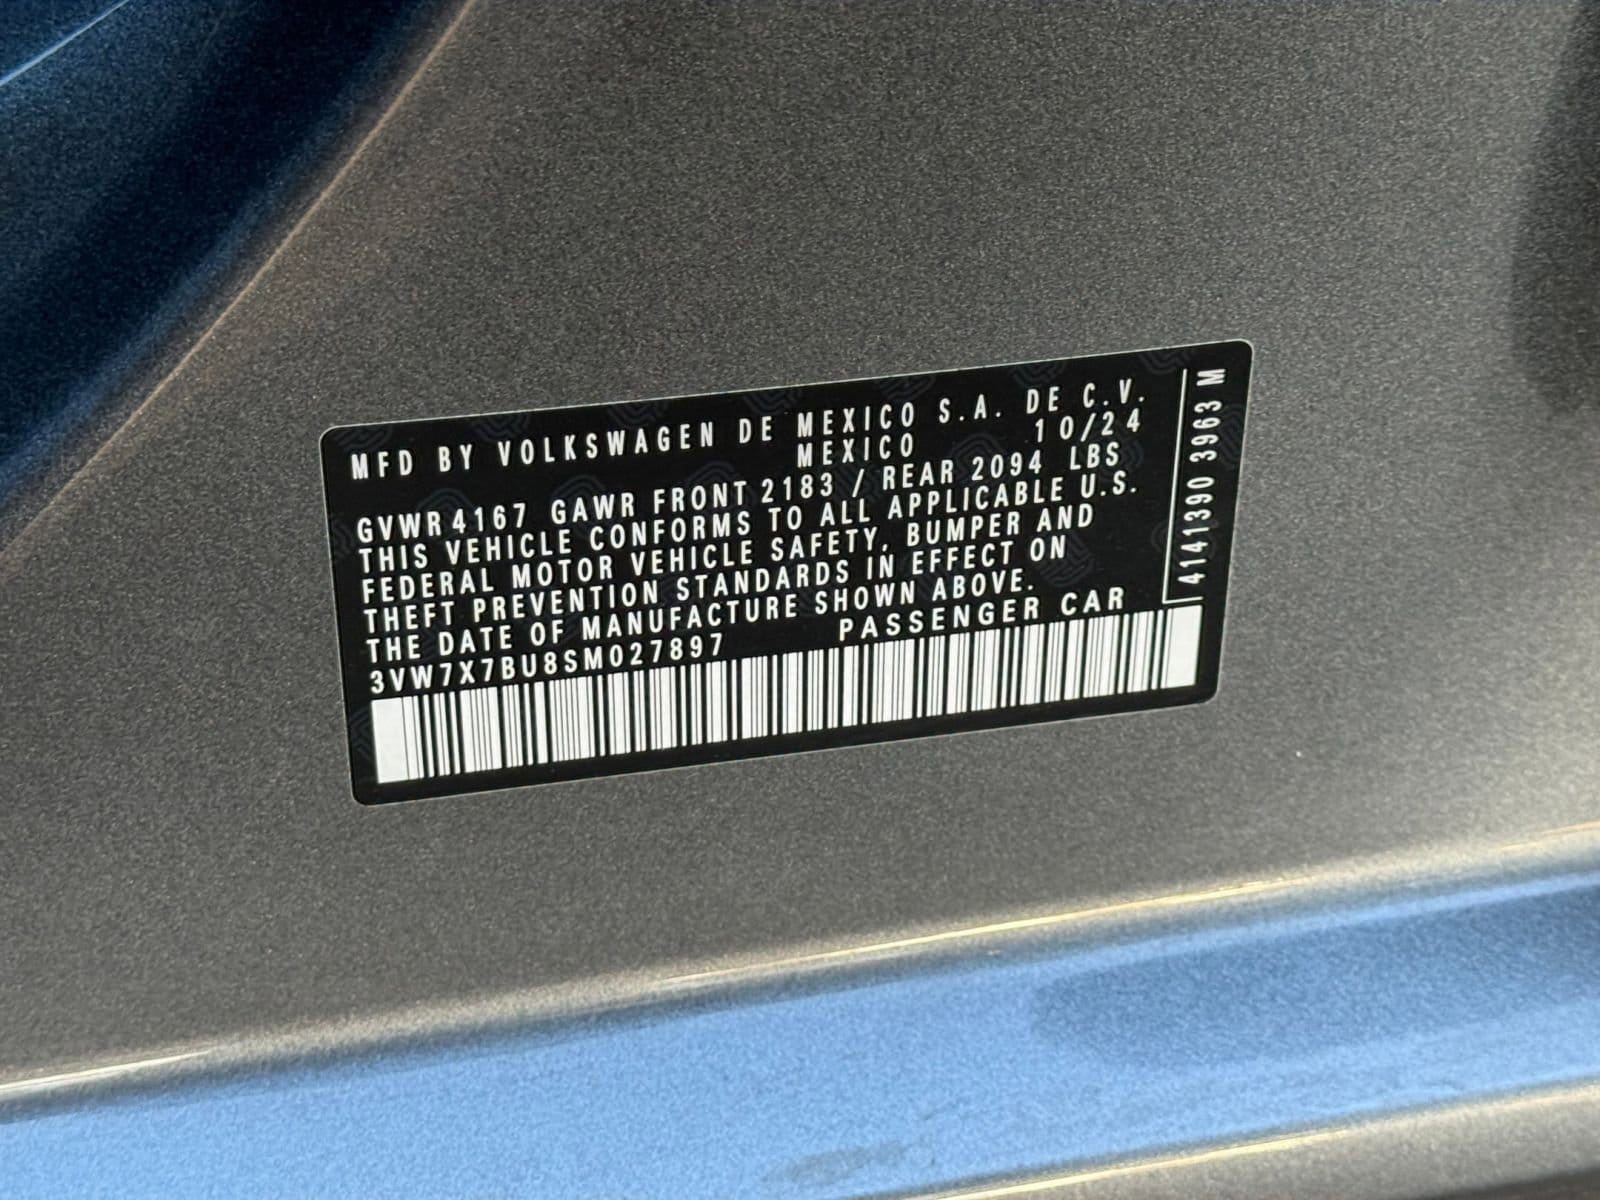 MFD BY VOLKSWAGEN DE MEXICO S.A. DE C.V.
MEXICO 10/24
GVWR 4167 GAWR FRONT 2183 / REAR 2094 LBS
THIS VEHICLE CONFORMS TO ALL APPLICABLE U.S.
FEDERAL MOTOR VEHICLE SAFETY, BUMPER AND
THEFT PREVENTION STANDARDS IN EFFECT ON
THE DATE OF MANUFACTURE SHOWN ABOVE.
3VW7X7BU8SM027897 PASSENGER CAR
4141390 3963 M